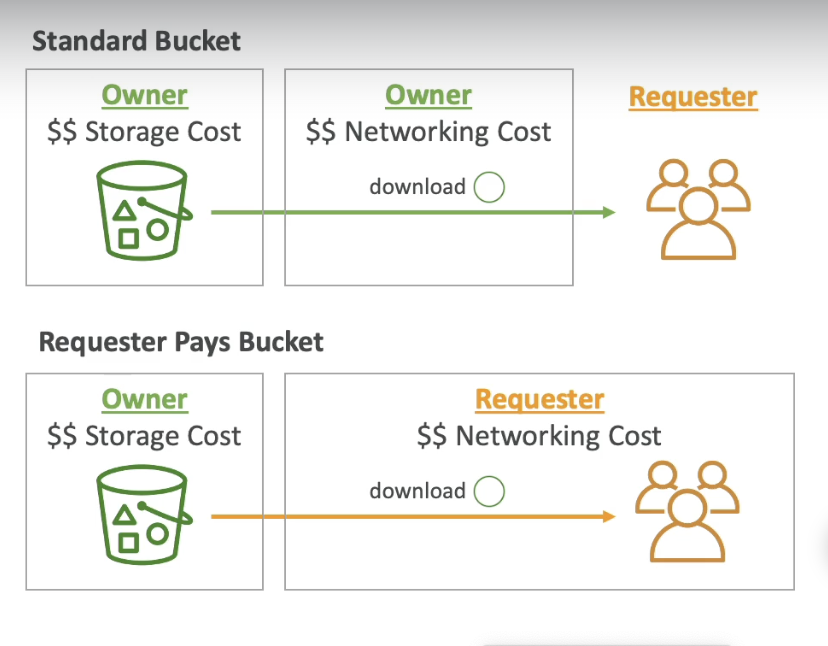 Standard Bucket
Owner
$$ Storage Cost
Owner
$$ Networking Cost
download
Requester
Requester Pays Bucket
Owner
$$ Storage Cost
Requester
$$ Networking Cost
download